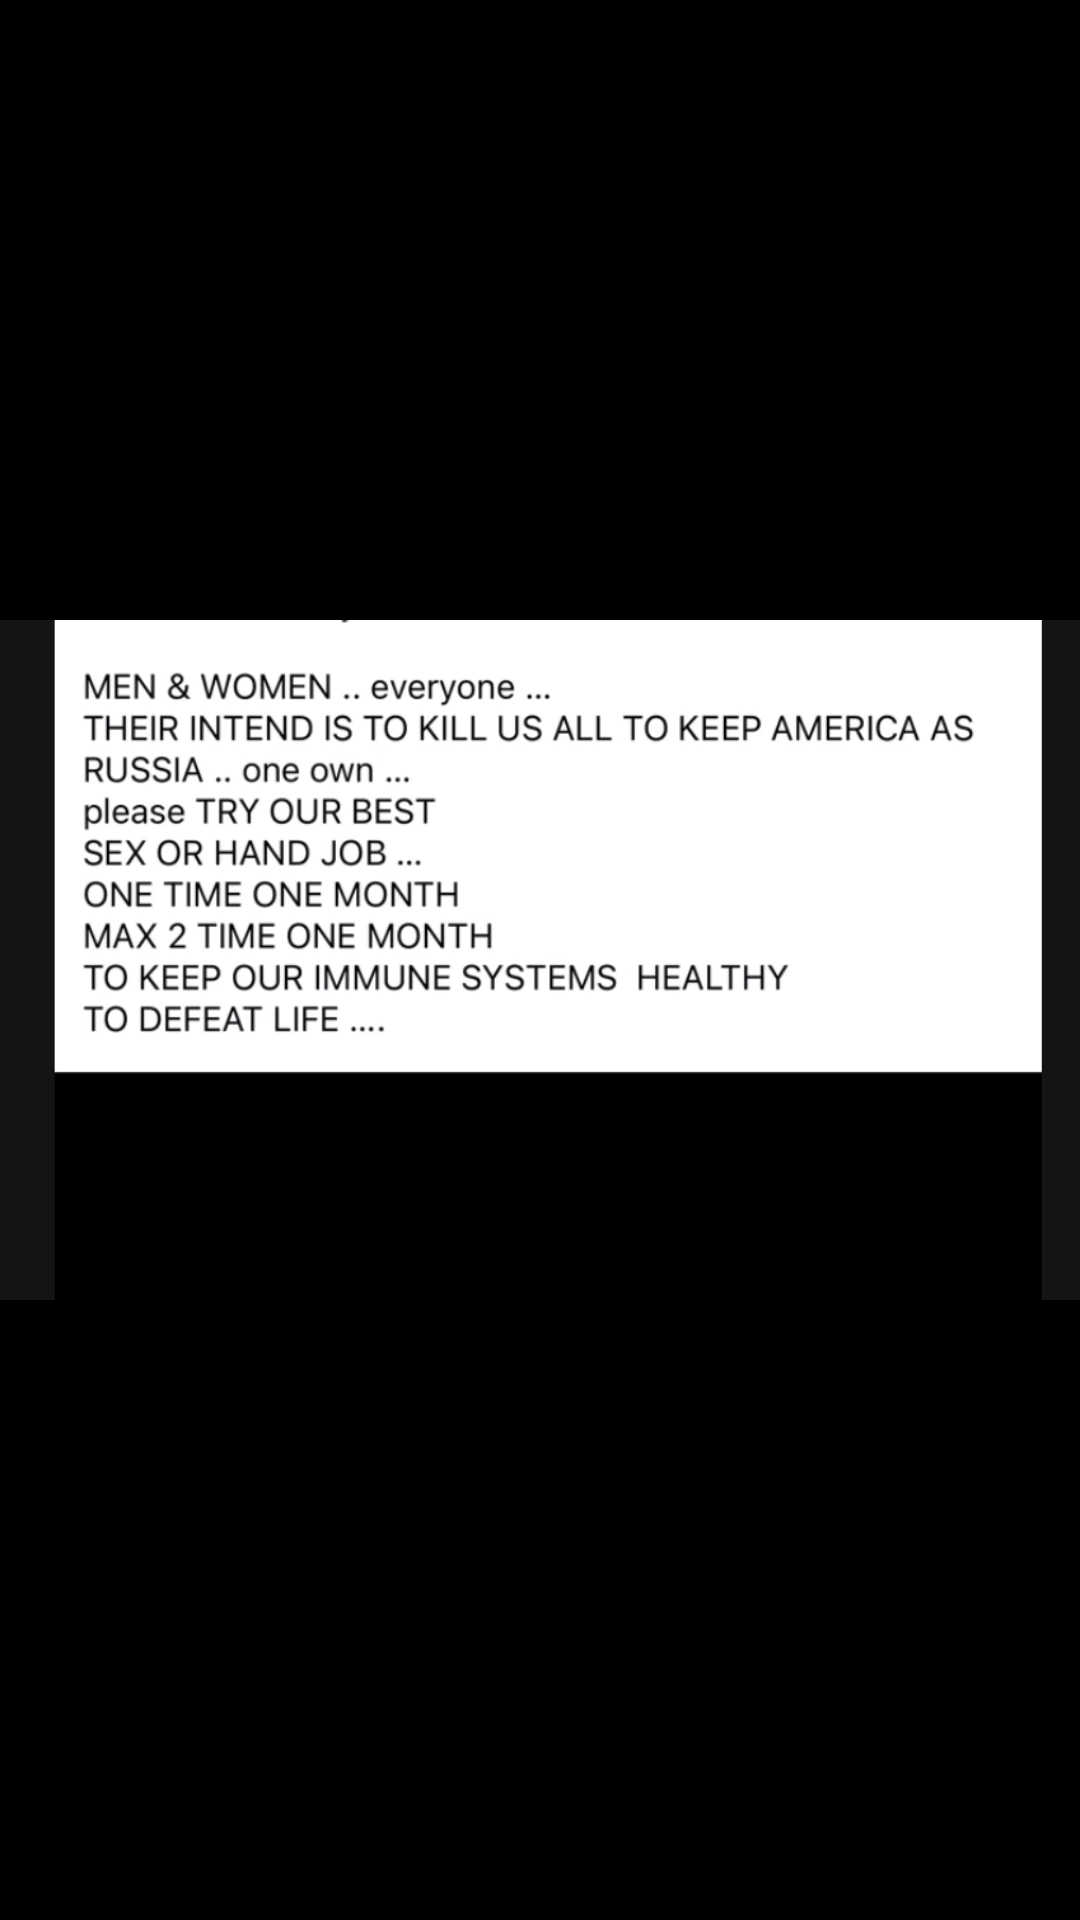 MEN & WOMEN .. everyone ...
THEIR INTEND IS TO KILL US ALL TO KEEP AMERICA AS
RUSSIA .. one own ...
please TRY OUR BEST
SEX OR HAND JOB ...
ONE TIME ONE MONTH
MAX 2 TIME ONE MONTH
TO KEEP OUR IMMUNE SYSTEMS  HEALTHY
TO DEFEAT LIFE ....